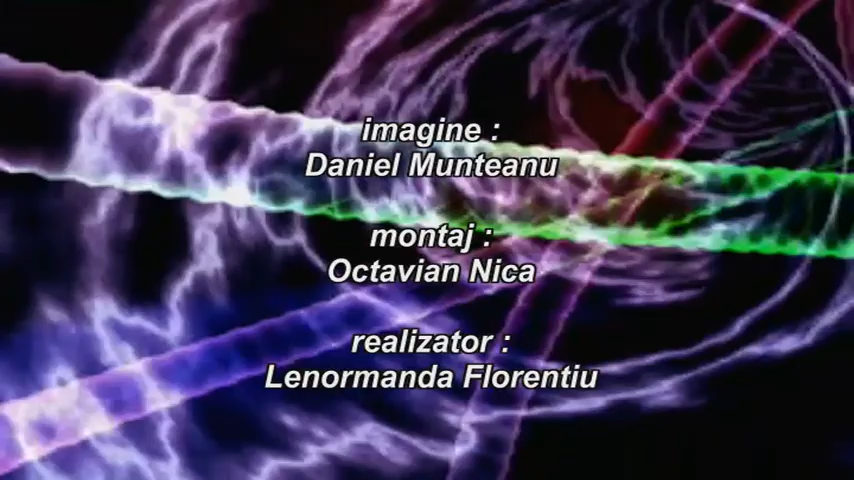 imagine :
Daniel Munteanu
montaj :
Octavian Nica
realizator :
Lenormanda Florentiu